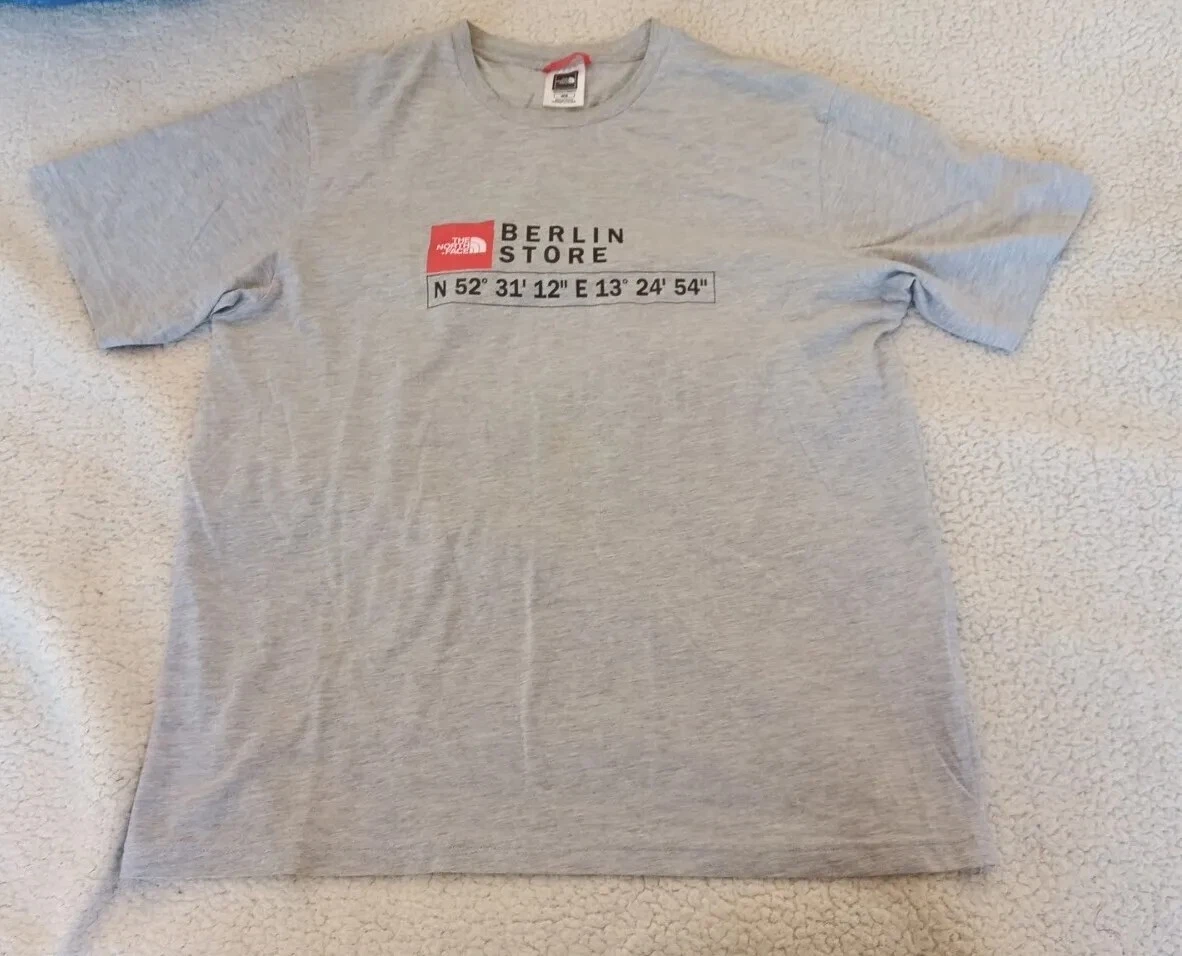 THE
NORTH
FACE
BERLIN
STORE
N 52° 31' 12" E 13° 24' 54"